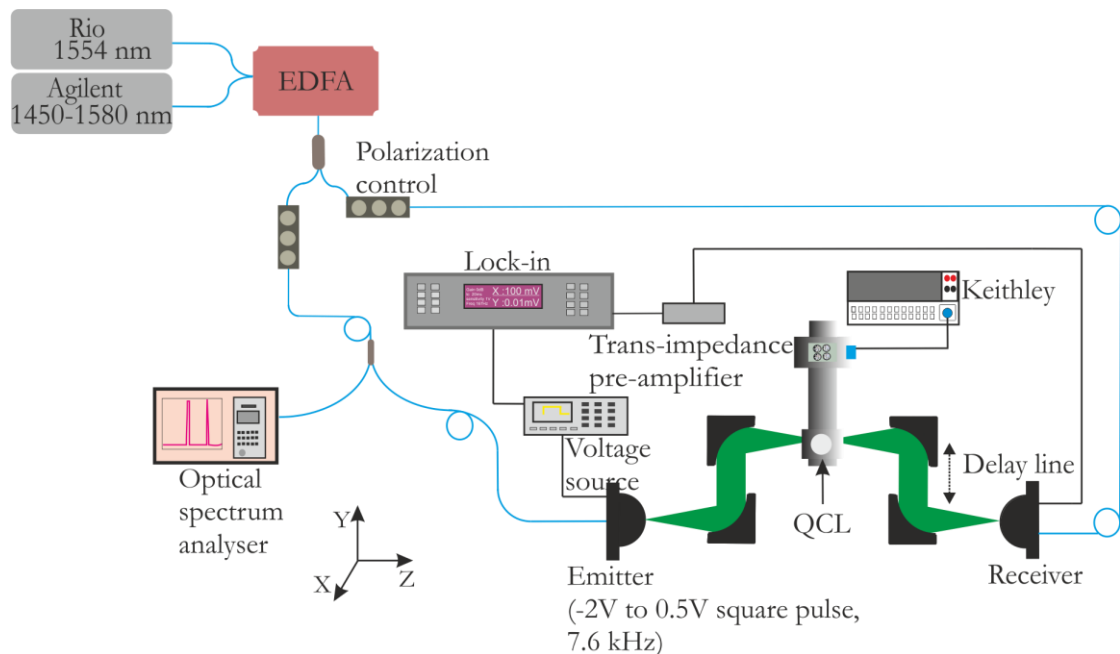 Rio
1554 nm
Agilent
1450-1580 nm
EDFA
Polarization
control
Lock-in
X :100 mV
Y :0.01mV
Keithley
Trans-impedance
pre-amplifier
Voltage
source
Optical
spectrum
analyser
Delay line
QCL
Y
X
Z
Emitter
(-2V to 0.5V square pulse,
7.6 kHz)
Receiver